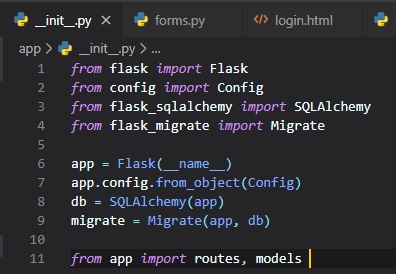 __init__.py
forms.py
login.html
app > __init__.py > ...
1 from flask import Flask
2 from config import Config
3 from flask_sqlalchemy import SQLAlchemy
4 from flask_migrate import Migrate
5
6 app = Flask(__name__)
7 app.config.from_object(Config)
8 db = SQLAlchemy(app)
9 migrate = Migrate(app, db)
10
11 from app import routes, models